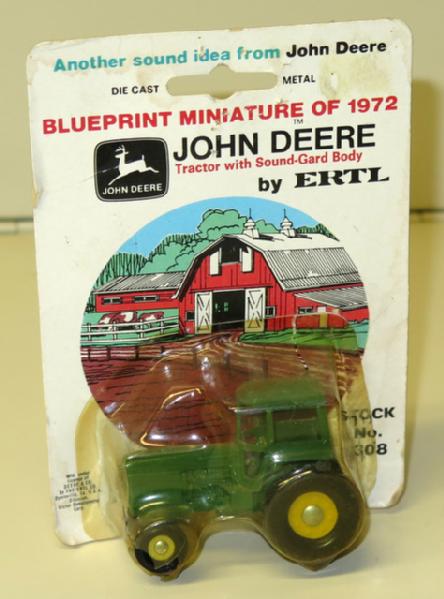 Another sound idea from John Deere
DIE CAST METAL
BLUEPRINT MINIATURE OF 1972
JOHN DEERE
JOHN DEERE™
Tractor with Sound-Gard Body
by ERTL
STOCK
No.
308